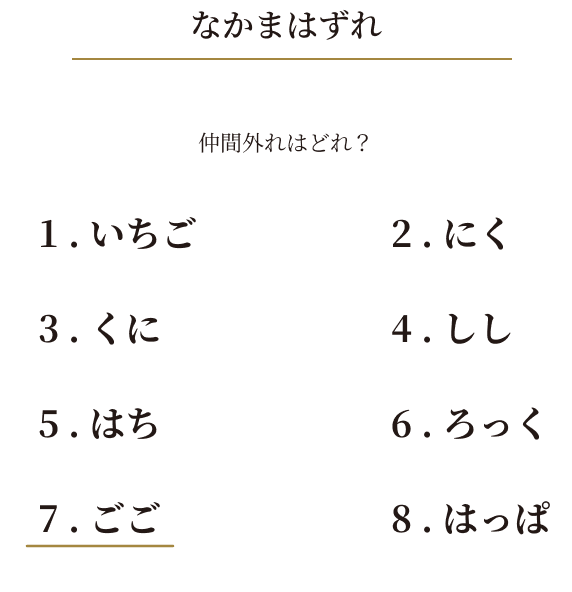 なかまはずれ
仲間外れはどれ？
1 . いちご
2 . にく
3 . くに
4 . しし
5 . はち
6 . ろっく
7 . ごご
8 . はっぱ